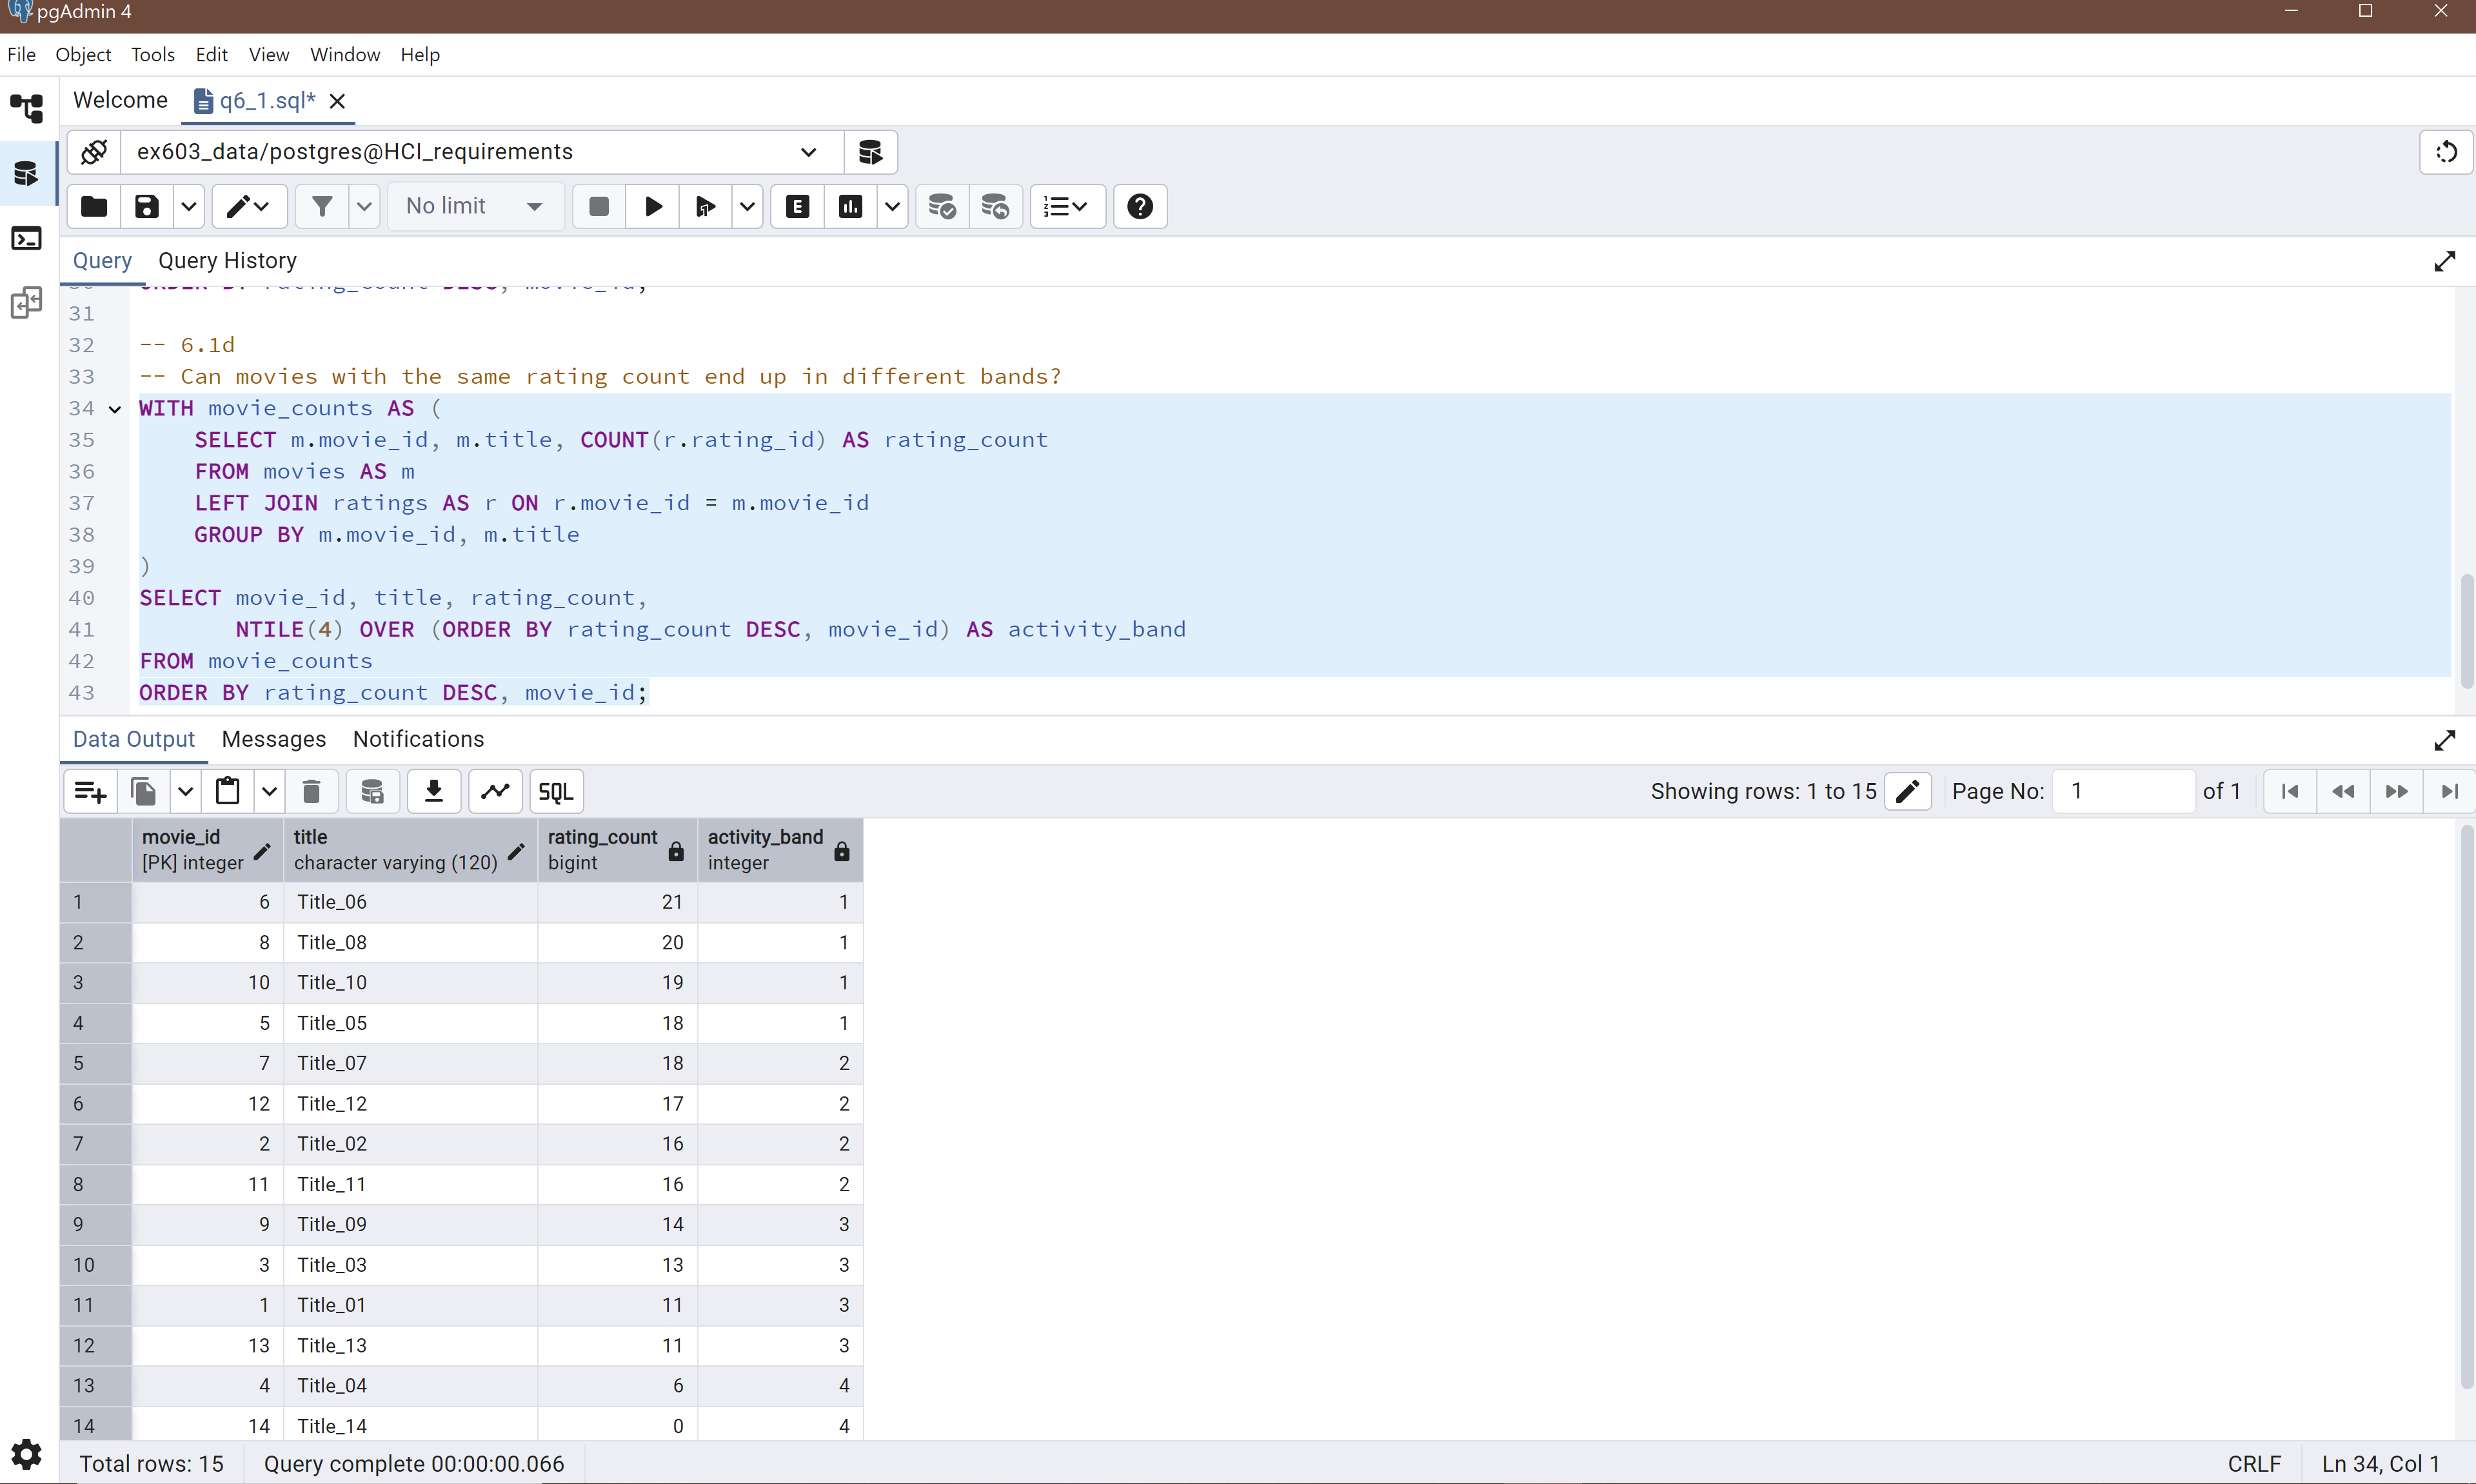 pgAdmin 4
File Object Tools Edit View Window Help
Welcome q6_1.sql*
ex603_data/postgres@HCI_requirements
No limit
Query Query History
30 ORDER BY rating_count DESC, movie_id;
31
32 -- 6.1d
33 -- Can movies with the same rating count end up in different bands?
34 WITH movie_counts AS (
35 SELECT m.movie_id, m.title, COUNT(r.rating_id) AS rating_count
36 FROM movies AS m
37 LEFT JOIN ratings AS r ON r.movie_id = m.movie_id
38 GROUP BY m.movie_id, m.title
39 )
40 SELECT movie_id, title, rating_count,
41 NTILE(4) OVER (ORDER BY rating_count DESC, movie_id) AS activity_band
42 FROM movie_counts
43 ORDER BY rating_count DESC, movie_id;
Data Output Messages Notifications
SQL Showing rows: 1 to 15 Page No: 1 of 1
movie_id title rating_count activity_band
[PK] integer character varying (120) bigint integer
1 6 Title_06 21 1
2 8 Title_08 20 1
3 10 Title_10 19 1
4 5 Title_05 18 1
5 7 Title_07 18 2
6 12 Title_12 17 2
7 2 Title_02 16 2
8 11 Title_11 16 2
9 9 Title_09 14 3
10 3 Title_03 13 3
11 1 Title_01 11 3
12 13 Title_13 11 3
13 4 Title_04 6 4
14 14 Title_14 0 4
Total rows: 15 Query complete 00:00:00.066 CRLF Ln 34, Col 1